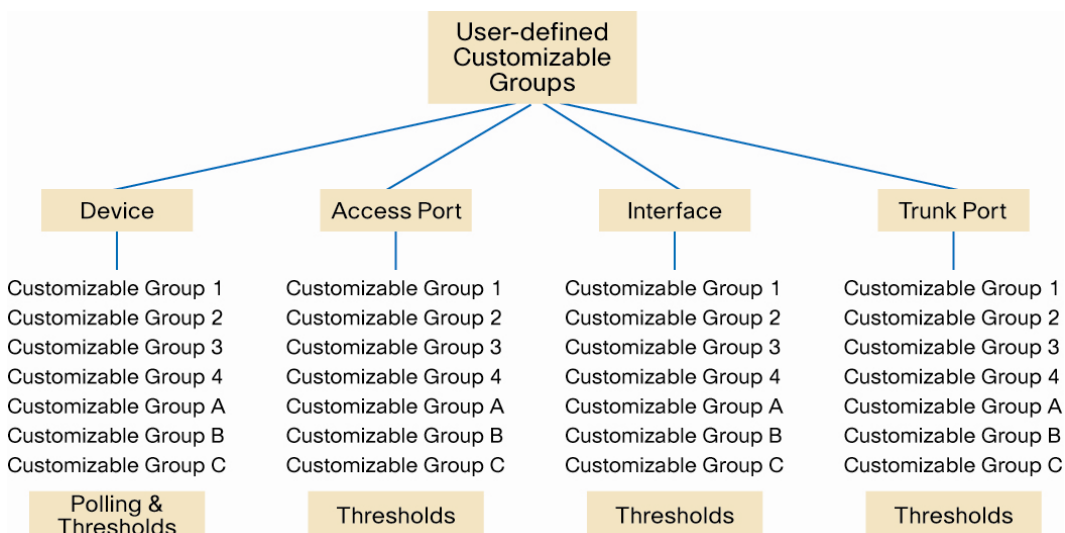 User-defined
Customizable
Groups
Device
Access Port
Interface
Trunk Port
Customizable Group 1
Customizable Group 2
Customizable Group 3
Customizable Group 4
Customizable Group A
Customizable Group B
Customizable Group C
Customizable Group 1
Customizable Group 2
Customizable Group 3
Customizable Group 4
Customizable Group A
Customizable Group B
Customizable Group C
Customizable Group 1
Customizable Group 2
Customizable Group 3
Customizable Group 4
Customizable Group A
Customizable Group B
Customizable Group C
Customizable Group 1
Customizable Group 2
Customizable Group 3
Customizable Group 4
Customizable Group A
Customizable Group B
Customizable Group C
Polling &
Thresholds
Thresholds
Thresholds
Thresholds